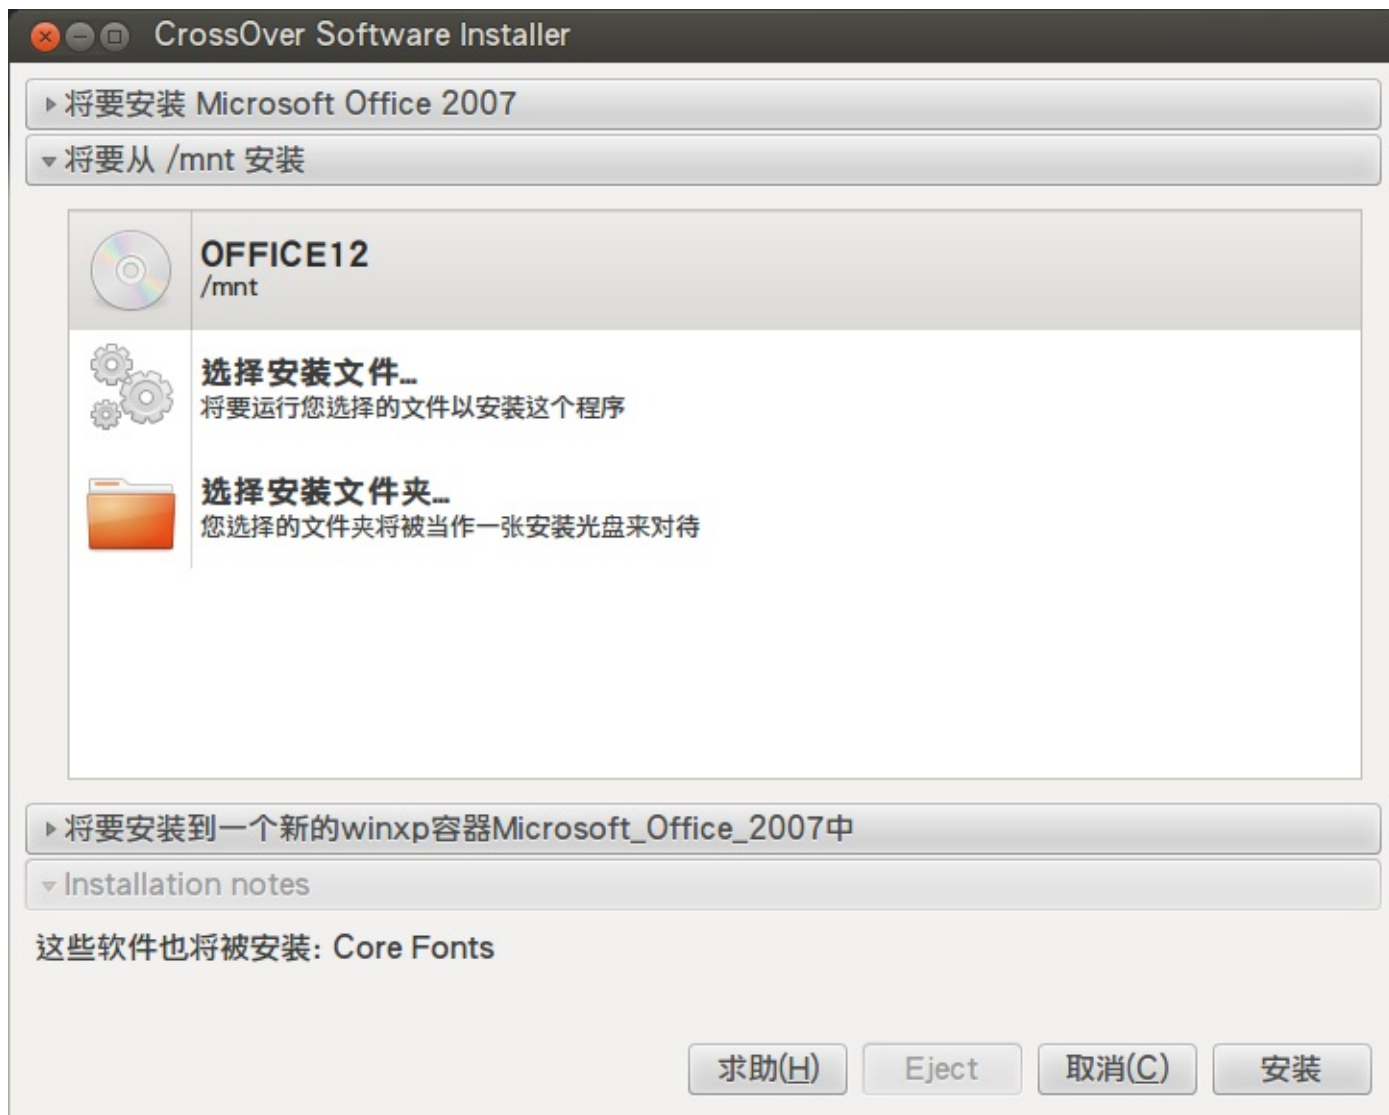 CrossOver Software Installer
将要安装 Microsoft Office 2007
将要从 /mnt 安装
OFFICE12
/mnt
选择安装文件...
将要运行您选择的文件以安装这个程序
选择安装文件夹...
您选择的文件夹将被当作一张安装光盘来对待
将要安装到一个新的winxp容器Microsoft_Office_2007中
Installation notes
这些软件也将被安装: Core Fonts
求助(H) Eject 取消(C) 安装